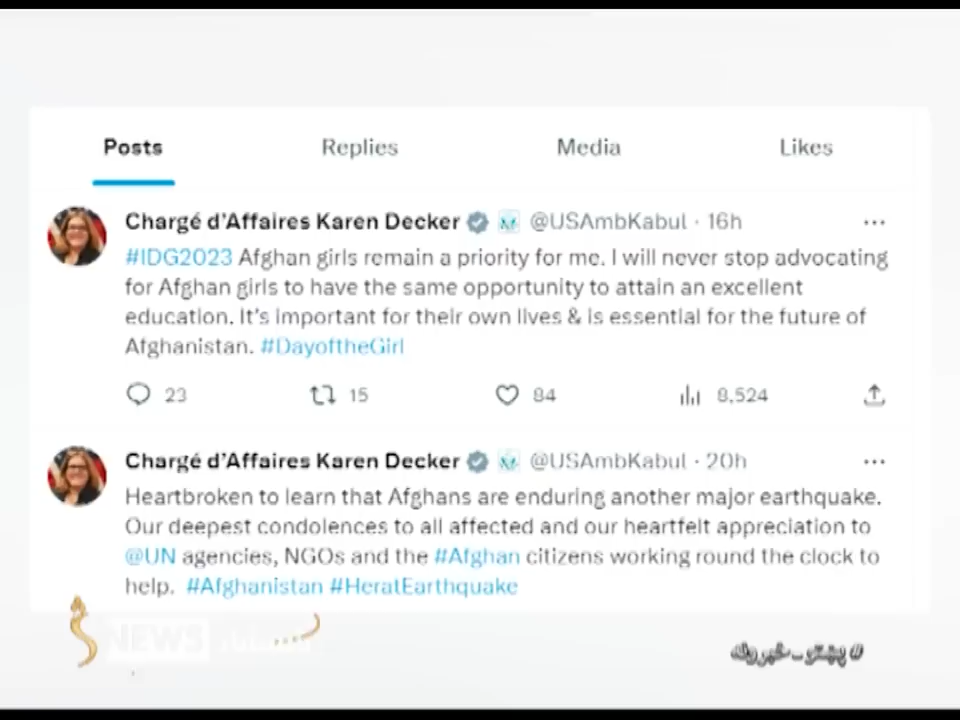 Posts Replies Media Likes
Chargé d'Affaires Karen Decker @USAmbKabul · 16h
#IDG2023 Afghan girls remain a priority for me. I will never stop advocating
for Afghan girls to have the same opportunity to attain an excellent
education. It's important for their own lives & is essential for the future of
Afghanistan. #DayoftheGirl
23 15 84 8,524
Chargé d'Affaires Karen Decker @USAmbKabul · 20h
Heartbroken to learn that Afghans are enduring another major earthquake.
Our deepest condolences to all affected and our heartfelt appreciation to
@UN agencies, NGOs and the #Afghan citizens working round the clock to
help. #Afghanistan #HeratEarthquake
NEWS
# پښتو_خبرونه